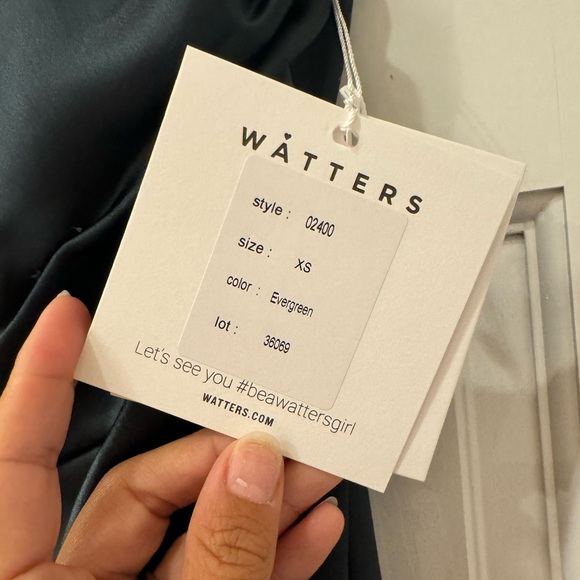 WATTERS
style : 02400
size : XS
color : Evergreen
lot : 36069
Let's see you #beawattersgirl
WATTERS.COM